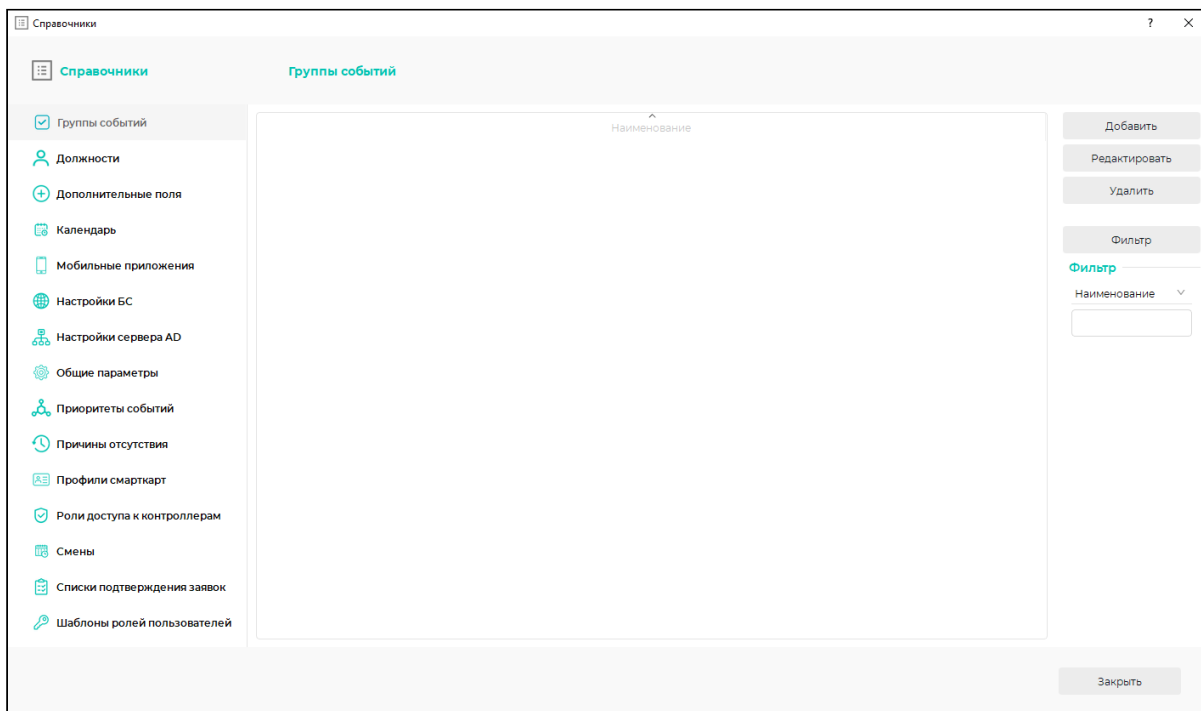 Справочники
?
Справочники
Группы событий
Группы событий
Должности
Дополнительные поля
Календарь
Мобильные приложения
Настройки БС
Настройки сервера AD
Общие параметры
Приоритеты событий
Причины отсутствия
Профили смарткарт
Роли доступа к контроллерам
Смены
Списки подтверждения заявок
Шаблоны ролей пользователей
Наименование
Добавить
Редактировать
Удалить
Фильтр
Фильтр
Наименование
Закрыть